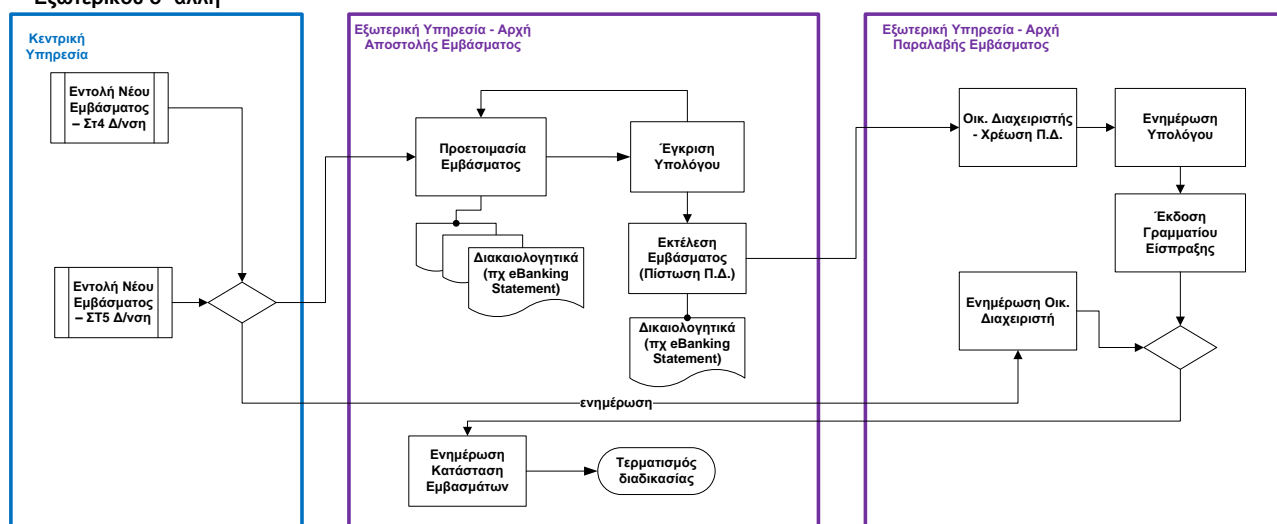 Εξωτερικού σ' άλλη
Κεντρική
Υπηρεσία
Εντολή Νέου
Εμβάσματος
– Στ4 Δ/νση
Εντολή Νέου
Εμβάσματος
– ΣΤ5 Δ/νση
Εξωτερική Υπηρεσία - Αρχή
Αποστολής Εμβάσματος
Προετοιμασία
Εμβάσματος
Έγκριση
Υπολόγου
Διακαιολογητικά
(πχ eBanking
Statement)
Εκτέλεση
Εμβάσματος
(Πίστωση Π.Δ.)
Δικαιολογητικά
(πχ eBanking
Statement)
ενημέρωση
Ενημέρωση
Κατάσταση
Εμβασμάτων
Τερματισμός
διαδικασίας
Εξωτερική Υπηρεσία - Αρχή
Παραλαβής Εμβάσματος
Οικ. Διαχειριστής
- Χρέωση Π.Δ.
Ενημέρωση
Υπολόγου
Έκδοση
Γραμματίου
Είσπραξης
Ενημέρωση Οικ.
Διαχειριστή